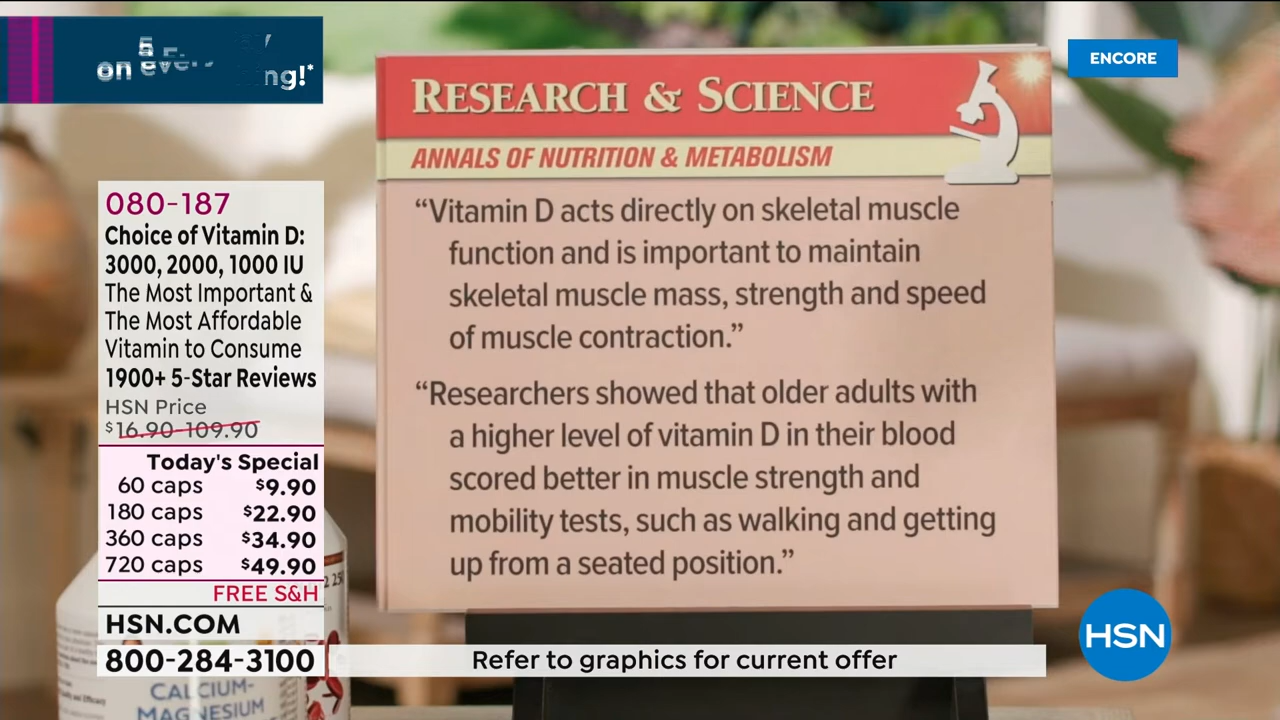 5
on
ng!*
ENCORE
RESEARCH & SCIENCE
ANNALS OF NUTRITION & METABOLISM
“Vitamin D acts directly on skeletal muscle
function and is important to maintain
skeletal muscle mass, strength and speed
of muscle contraction.”
“Researchers showed that older adults with
a higher level of vitamin D in their blood
scored better in muscle strength and
mobility tests, such as walking and getting
up from a seated position.”
080-187
Choice of Vitamin D:
3000, 2000, 1000 IU
The Most Important &
The Most Affordable
Vitamin to Consume
1900+ 5-Star Reviews
HSN Price
$16.90-109.90
Today's Special
60 caps $9.90
180 caps $22.90
360 caps $34.90
720 caps $49.90
FREE S&H
HSN.COM
800-284-3100
Refer to graphics for current offer
HSN
CALCIUM-
MAGNESIUM